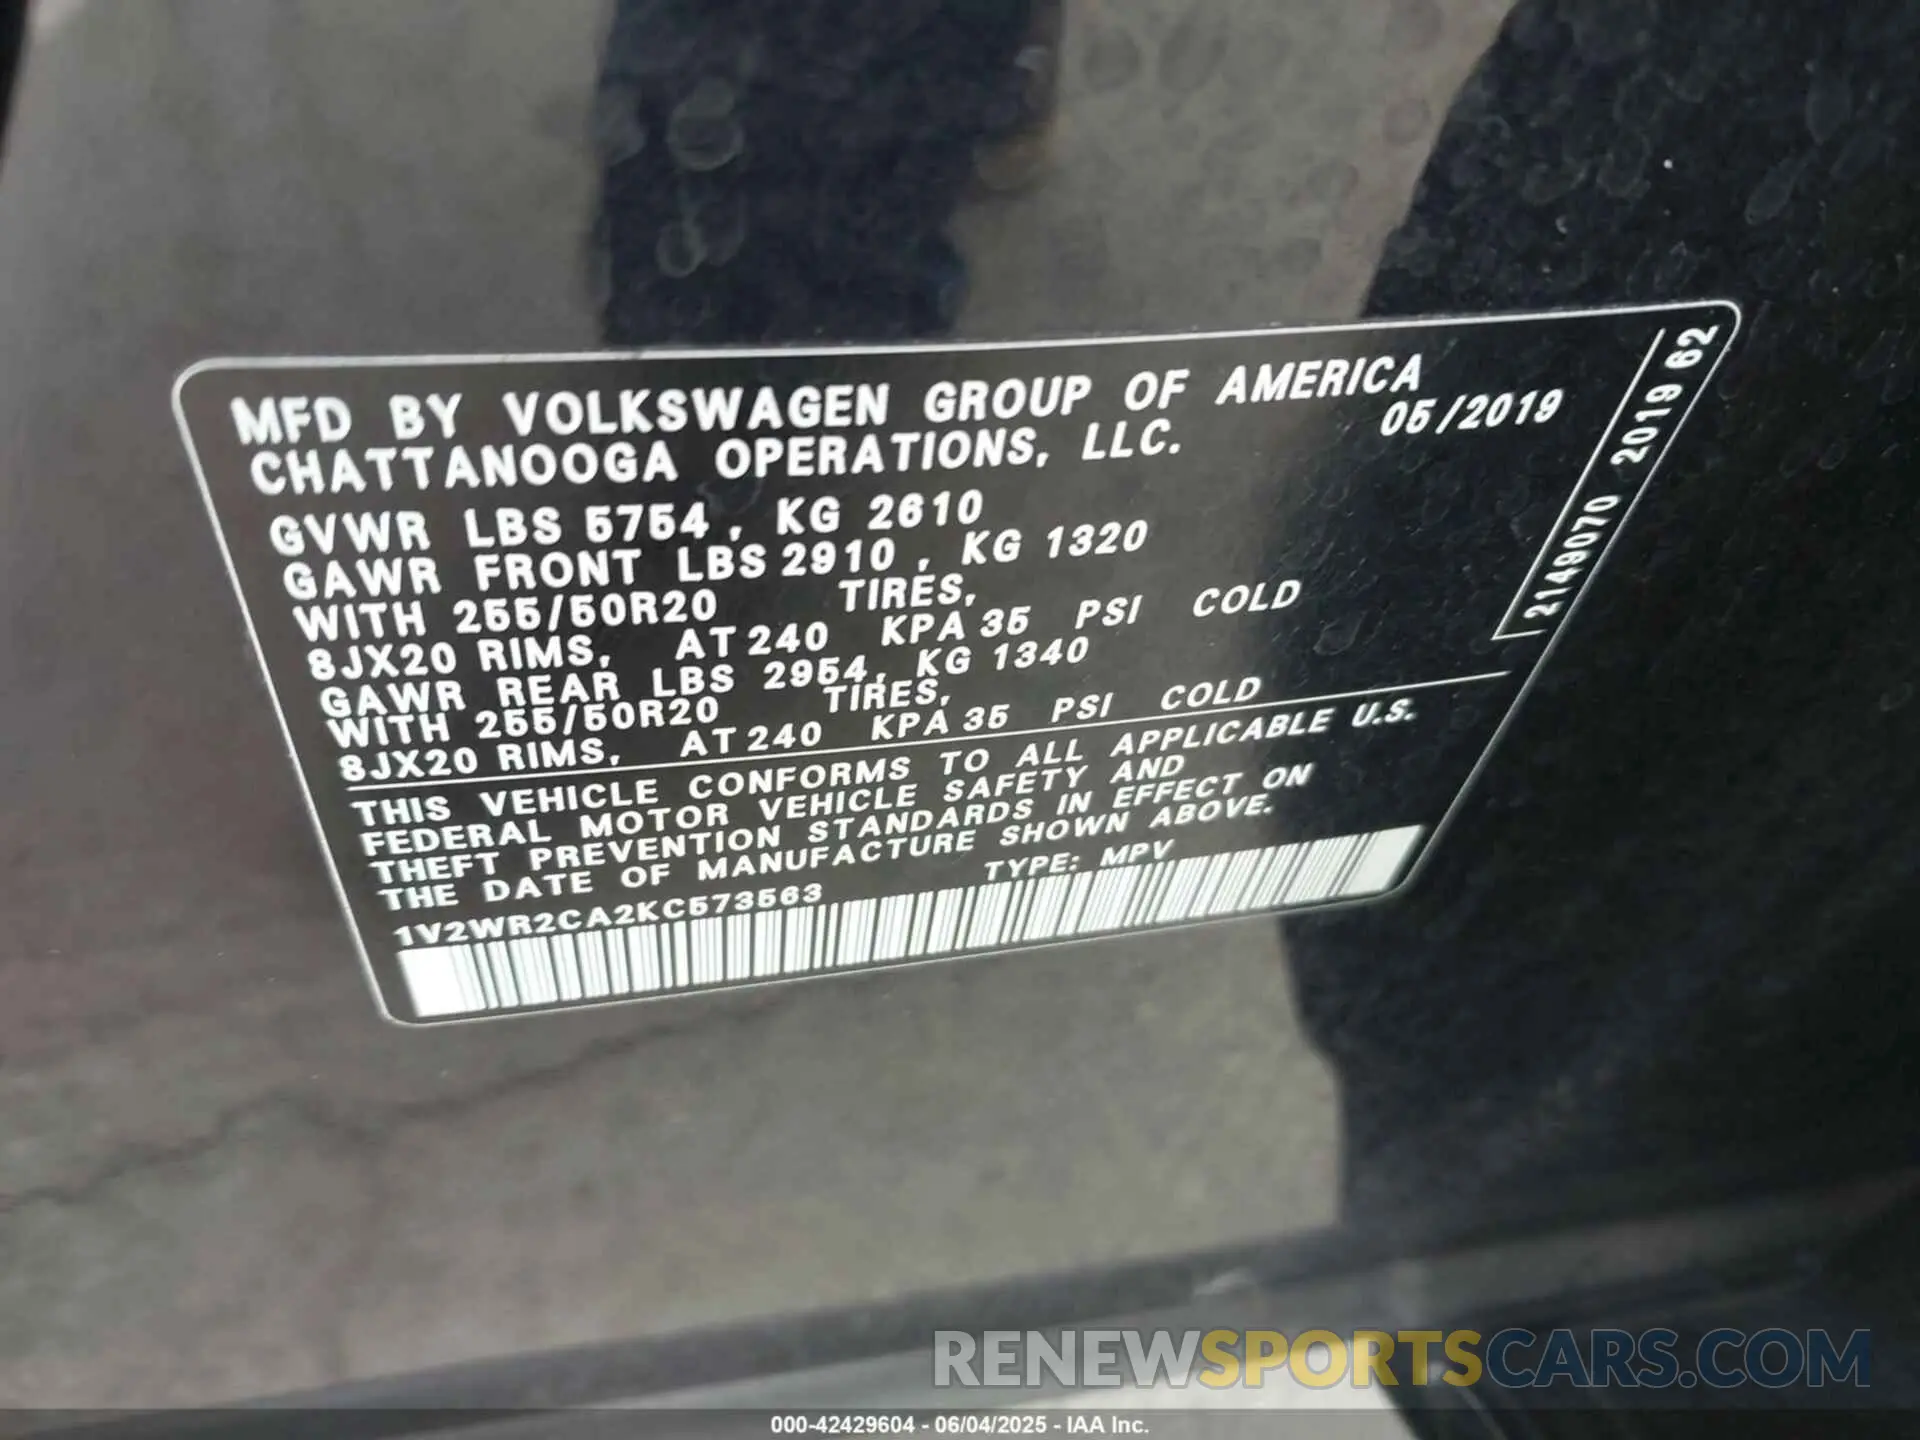 MFD BY VOLKSWAGEN GROUP OF AMERICA
CHATTANOOGA OPERATIONS, LLC. 05/2019
GVWR LBS 5754, KG 2610
GAWR FRONT LBS 2910, KG 1320
WITH 255/50R20 TIRES,
8JX20 RIMS, AT 240 KPA 35 PSI COLD
GAWR REAR LBS 2954, KG 1340
WITH 255/50R20 TIRES,
8JX20 RIMS, AT 240 KPA 35 PSI COLD
THIS VEHICLE CONFORMS TO ALL APPLICABLE U.S.
FEDERAL MOTOR VEHICLE SAFETY AND
THEFT PREVENTION STANDARDS IN EFFECT ON
THE DATE OF MANUFACTURE SHOWN ABOVE.
1V2WR2CA2KC573563 TYPE: MPV
2149070 2019 62
RENEWSPORTSCARS.COM
000-42429604 - 06/04/2025 - IAA Inc.